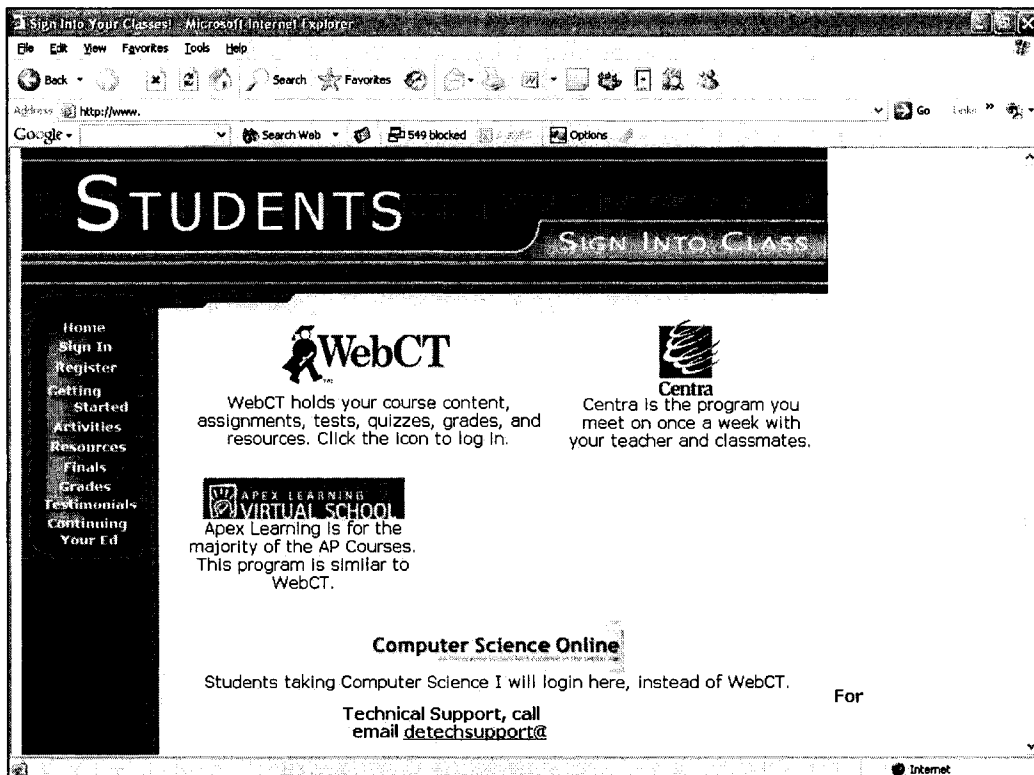 Sign Into Your Classes! - Microsoft Internet Explorer
File Edit View Favorites Tools Help
Back Search Favorites
Address http://www. Go Links »
Google Search Web 549 blocked Options
STUDENTS
SIGN INTO CLASS
Home
Sign In
Register
Getting
Started
Activities
Resources
Finals
Grades
Testimonials
Continuing
Your Ed
WebCT
WebCT holds your course content,
assignments, tests, quizzes, grades, and
resources. Click the icon to log in.
Centra
Centra is the program you
meet on once a week with
your teacher and classmates.
APEX LEARNING
VIRTUAL SCHOOL
Apex Learning is for the
majority of the AP Courses.
This program is similar to
WebCT.
Computer Science Online
Students taking Computer Science I will login here, instead of WebCT.
For
Technical Support, call
email detechsupport@
Internet